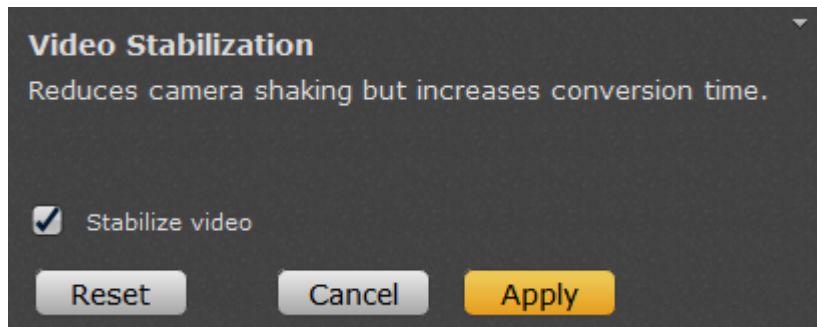 Video Stabilization
Reduces camera shaking but increases conversion time.
Stabilize video
Reset Cancel Apply